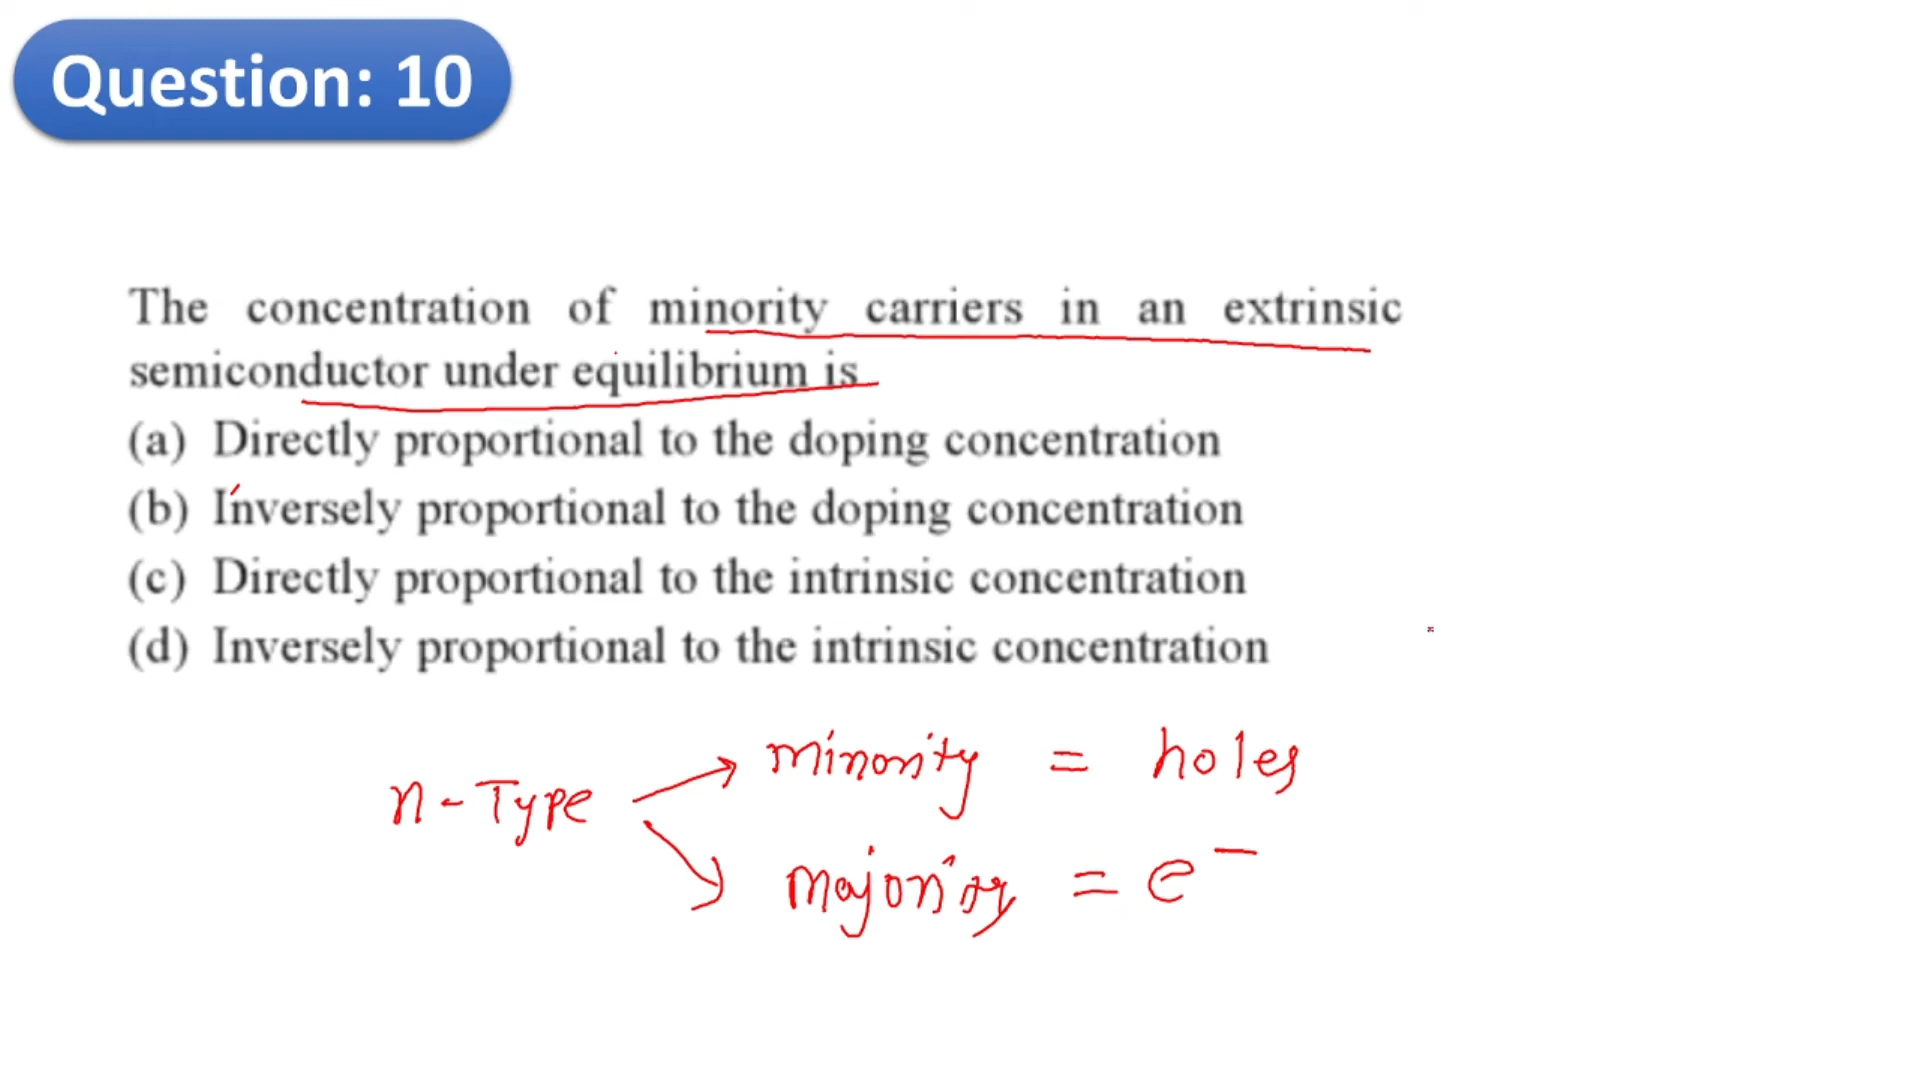 Question: 10
The concentration of minority carriers in an extrinsic
semiconductor under equilibrium is
(a) Directly proportional to the doping concentration
(b) Inversely proportional to the doping concentration
(c) Directly proportional to the intrinsic concentration
(d) Inversely proportional to the intrinsic concentration
n-Type → minority = holes
→ majority = e⁻